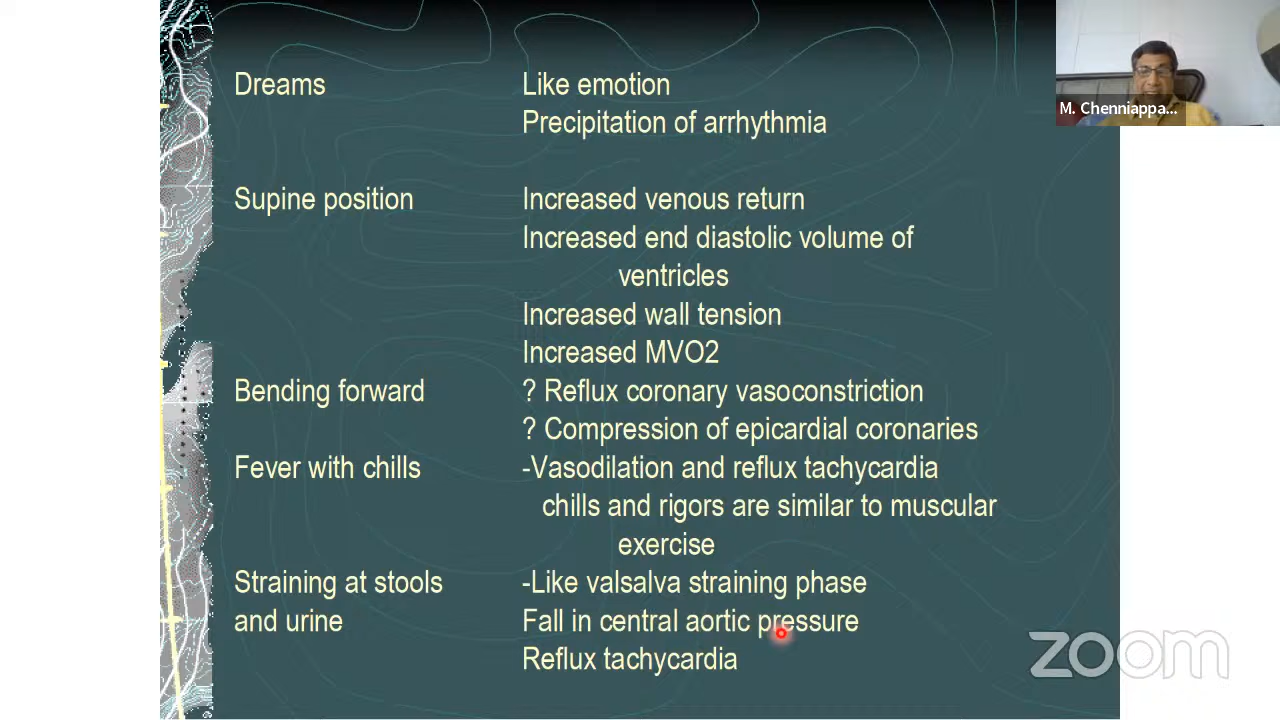 Dreams Like emotion
Precipitation of arrhythmia
Supine position Increased venous return
Increased end diastolic volume of
ventricles
Increased wall tension
Increased MVO2
Bending forward ? Reflux coronary vasoconstriction
? Compression of epicardial coronaries
Fever with chills -Vasodilation and reflux tachycardia
chills and rigors are similar to muscular
exercise
Straining at stools -Like valsalva straining phase
and urine Fall in central aortic pressure
Reflux tachycardia
M. Chenniappa...
zoom